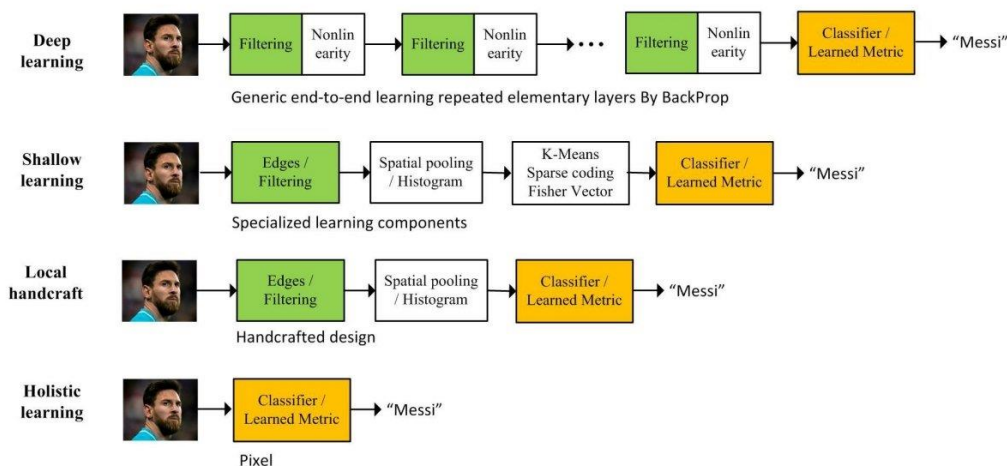 Deep
learning
Filtering
Nonlin
earity
Filtering
Nonlin
earity
...
Filtering
Nonlin
earity
Classifier /
Learned Metric
“Messi”
Generic end-to-end learning repeated elementary layers By BackProp
Shallow
learning
Edges /
Filtering
Spatial pooling
/ Histogram
K-Means
Sparse coding
Fisher Vector
Classifier /
Learned Metric
“Messi”
Specialized learning components
Local
handcraft
Edges /
Filtering
Spatial pooling
/ Histogram
Classifier /
Learned Metric
“Messi”
Handcrafted design
Holistic
learning
Classifier /
Learned Metric
“Messi”
Pixel